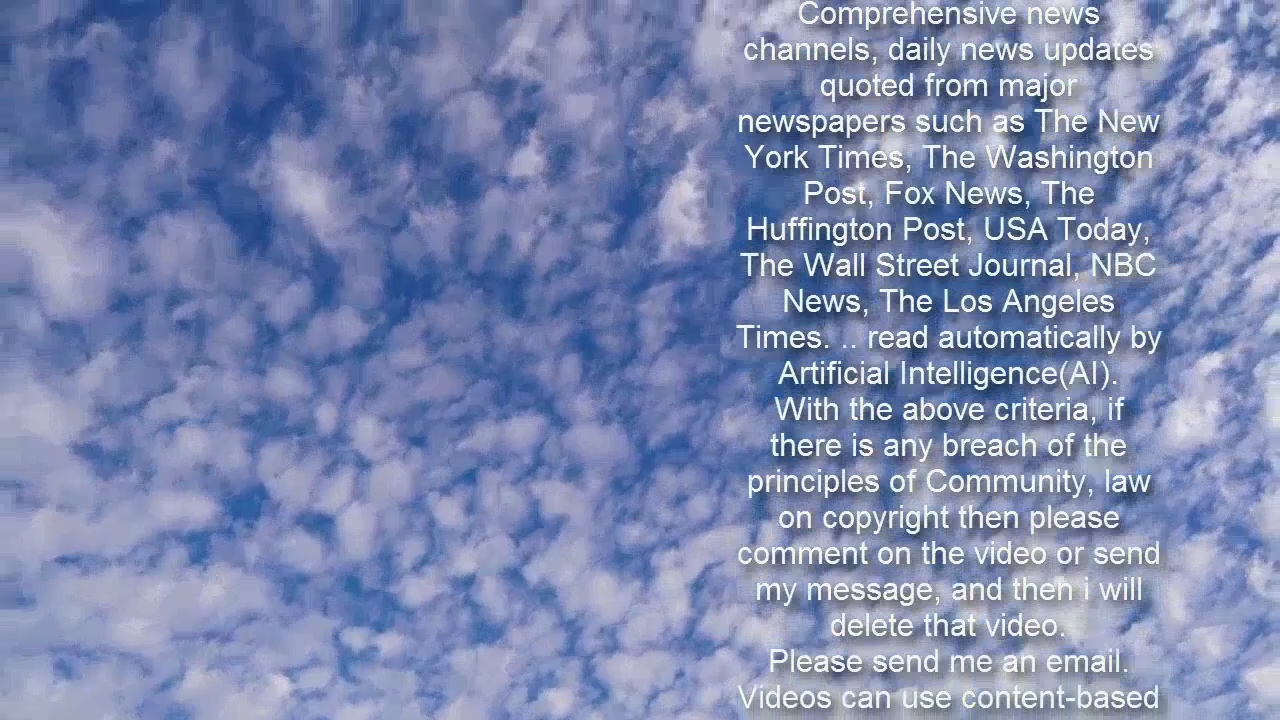 Comprehensive news
channels, daily news updates
quoted from major
newspapers such as The New
York Times, The Washington
Post, Fox News, The
Huffington Post, USA Today,
The Wall Street Journal, NBC
News, The Los Angeles
Times. .. read automatically by
Artificial Intelligence(AI).
With the above criteria, if
there is any breach of the
principles of Community, law
on copyright then please
comment on the video or send
my message, and then i will
delete that video.
Please send me an email.
Videos can use content-based